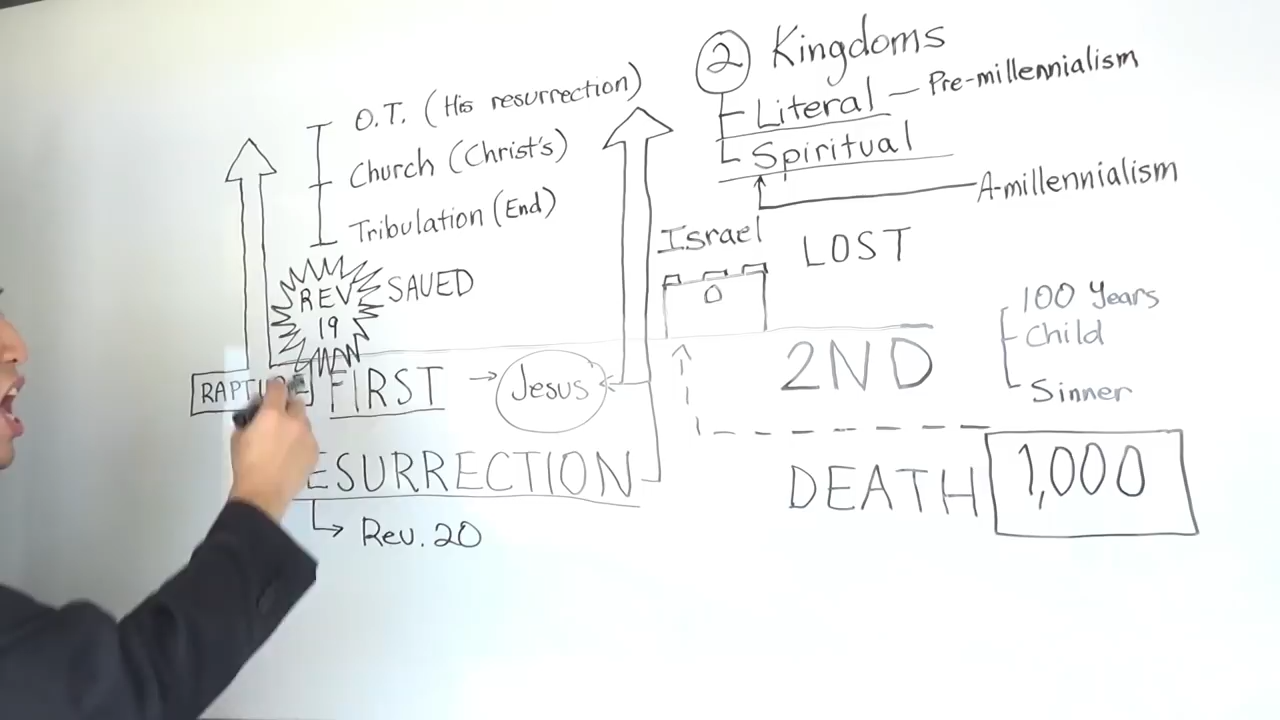 O.T. (His resurrection)
Church (Christ's)
Tribulation (End)
REV
19
SAVED
FIRST
Jesus
ESURRECTION
Rev. 20
2 Kingdoms
Literal — Pre-millennialism
Spiritual
A-millennialism
Israel
LOST
100 Years
Child
Sinner
2ND
DEATH
1,000